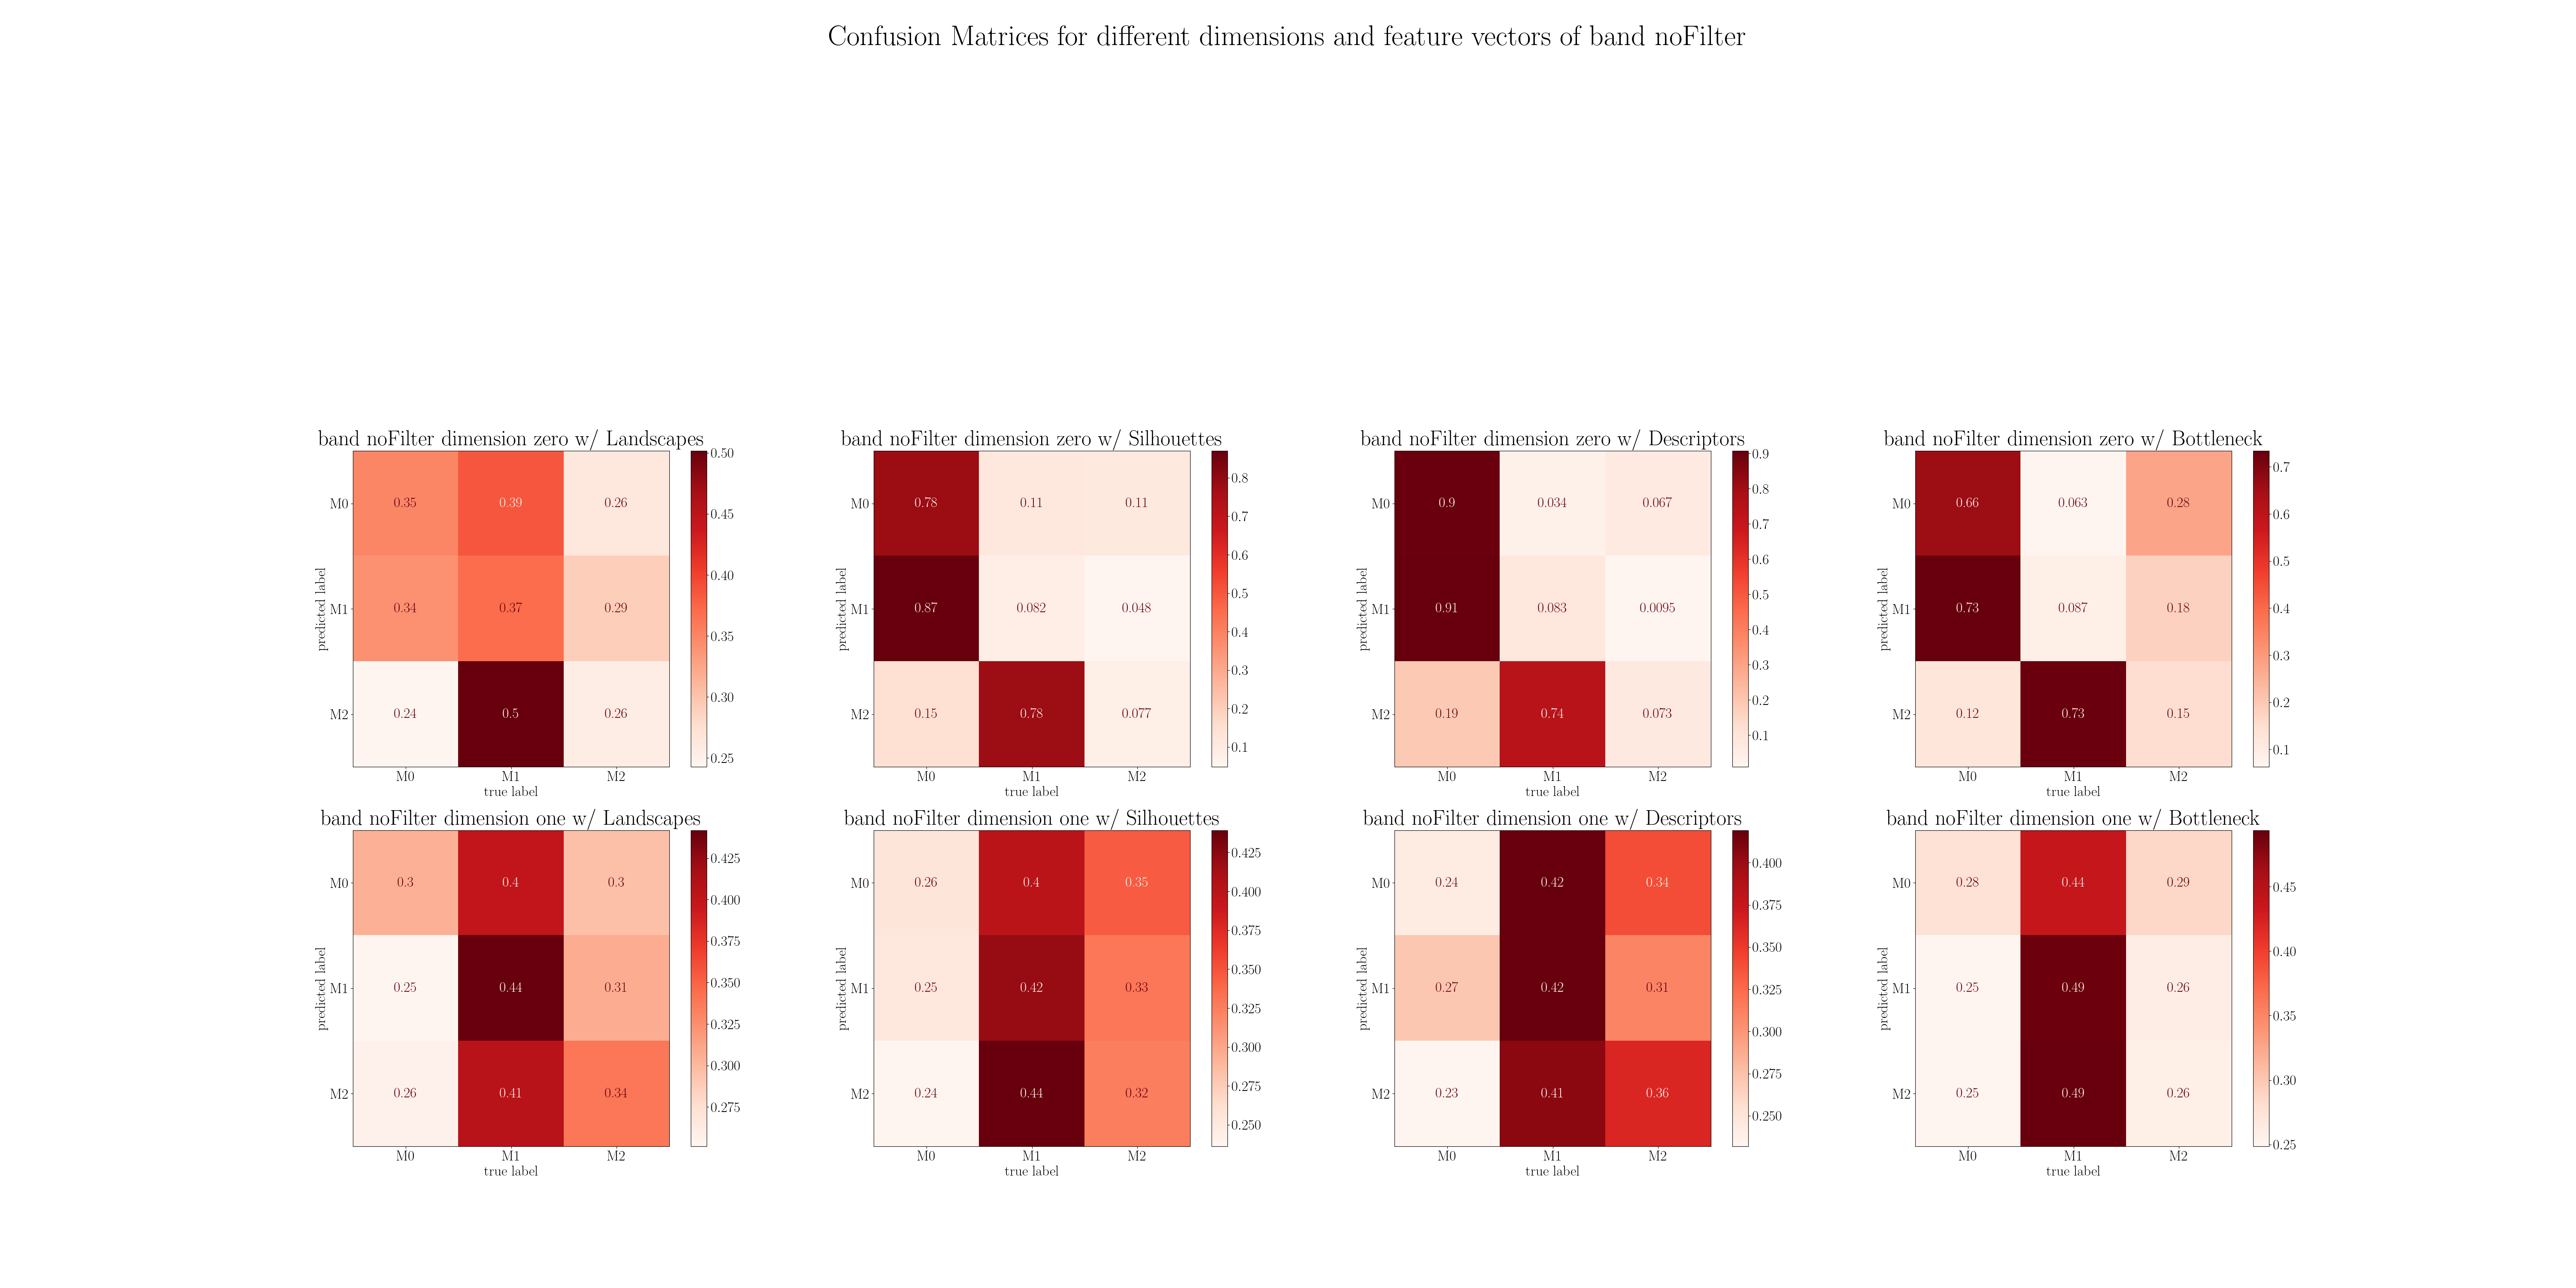 Confusion Matrices for different dimensions and feature vectors of band noFilter
band noFilter dimension zero w/ Landscapes
predicted label
M0 0.35 0.39 0.26
M1 0.34 0.37 0.29
M2 0.24 0.5 0.26
M0 M1 M2
true label
0.50
0.45
0.40
0.35
0.30
0.25
band noFilter dimension zero w/ Silhouettes
predicted label
M0 0.78 0.11 0.11
M1 0.87 0.082 0.048
M2 0.15 0.78 0.077
M0 M1 M2
true label
0.8
0.7
0.6
0.5
0.4
0.3
0.2
0.1
band noFilter dimension zero w/ Descriptors
predicted label
M0 0.9 0.034 0.067
M1 0.91 0.083 0.0095
M2 0.19 0.74 0.073
M0 M1 M2
true label
0.9
0.8
0.7
0.6
0.5
0.4
0.3
0.2
0.1
band noFilter dimension zero w/ Bottleneck
predicted label
M0 0.66 0.063 0.28
M1 0.73 0.087 0.18
M2 0.12 0.73 0.15
M0 M1 M2
true label
0.7
0.6
0.5
0.4
0.3
0.2
0.1
band noFilter dimension one w/ Landscapes
predicted label
M0 0.3 0.4 0.3
M1 0.25 0.44 0.31
M2 0.26 0.41 0.34
M0 M1 M2
true label
0.425
0.400
0.375
0.350
0.325
0.300
0.275
band noFilter dimension one w/ Silhouettes
predicted label
M0 0.26 0.4 0.35
M1 0.25 0.42 0.33
M2 0.24 0.44 0.32
M0 M1 M2
true label
0.425
0.400
0.375
0.350
0.325
0.300
0.275
0.250
band noFilter dimension one w/ Descriptors
predicted label
M0 0.24 0.42 0.34
M1 0.27 0.42 0.31
M2 0.23 0.41 0.36
M0 M1 M2
true label
0.400
0.375
0.350
0.325
0.300
0.275
0.250
band noFilter dimension one w/ Bottleneck
predicted label
M0 0.28 0.44 0.29
M1 0.25 0.49 0.26
M2 0.25 0.49 0.26
M0 M1 M2
true label
0.45
0.40
0.35
0.30
0.25